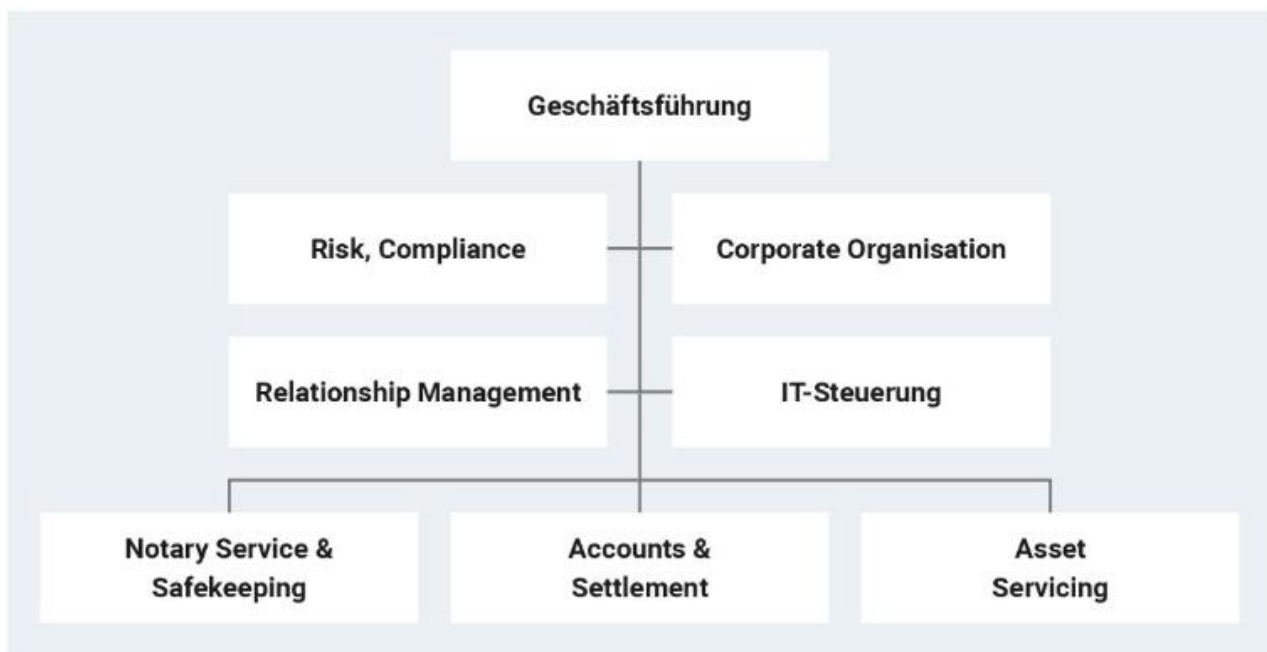 Geschäftsführung
Risk, Compliance
Corporate Organisation
Relationship Management
IT-Steuerung
Notary Service &
Safekeeping
Accounts &
Settlement
Asset
Servicing